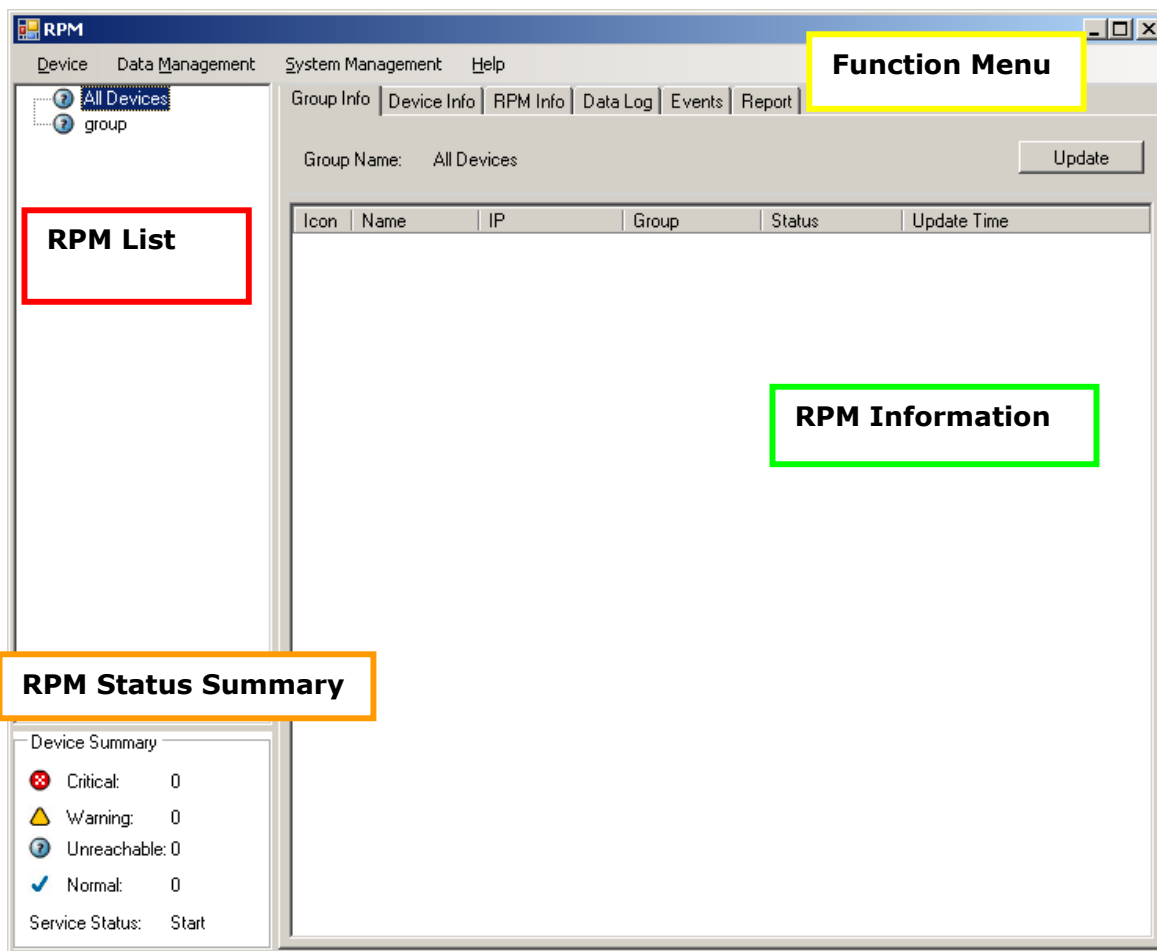 RPM
Device Data Management System Management Help
Function Menu
All Devices
group
Group Info Device Info RPM Info Data Log Events Report
Group Name: All Devices Update
RPM List
Icon Name IP Group Status Update Time
RPM Information
RPM Status Summary
Device Summary
Critical: 0
Warning: 0
Unreachable: 0
Normal: 0
Service Status: Start